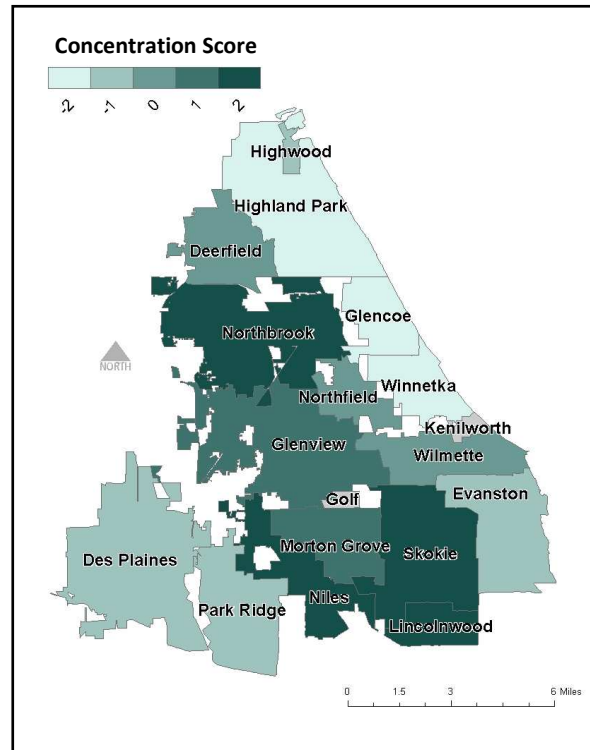 Concentration Score
-2 -1 0 1 2
Highwood
Highland Park
Deerfield
Glencoe
Northbrook
NORTH
Winnetka
Northfield
Kenilworth
Glenview
Wilmette
Evanston
Golf
Morton Grove
Skokie
Des Plaines
Niles
Park Ridge
Lincolnwood
0 1.5 3 6 Miles